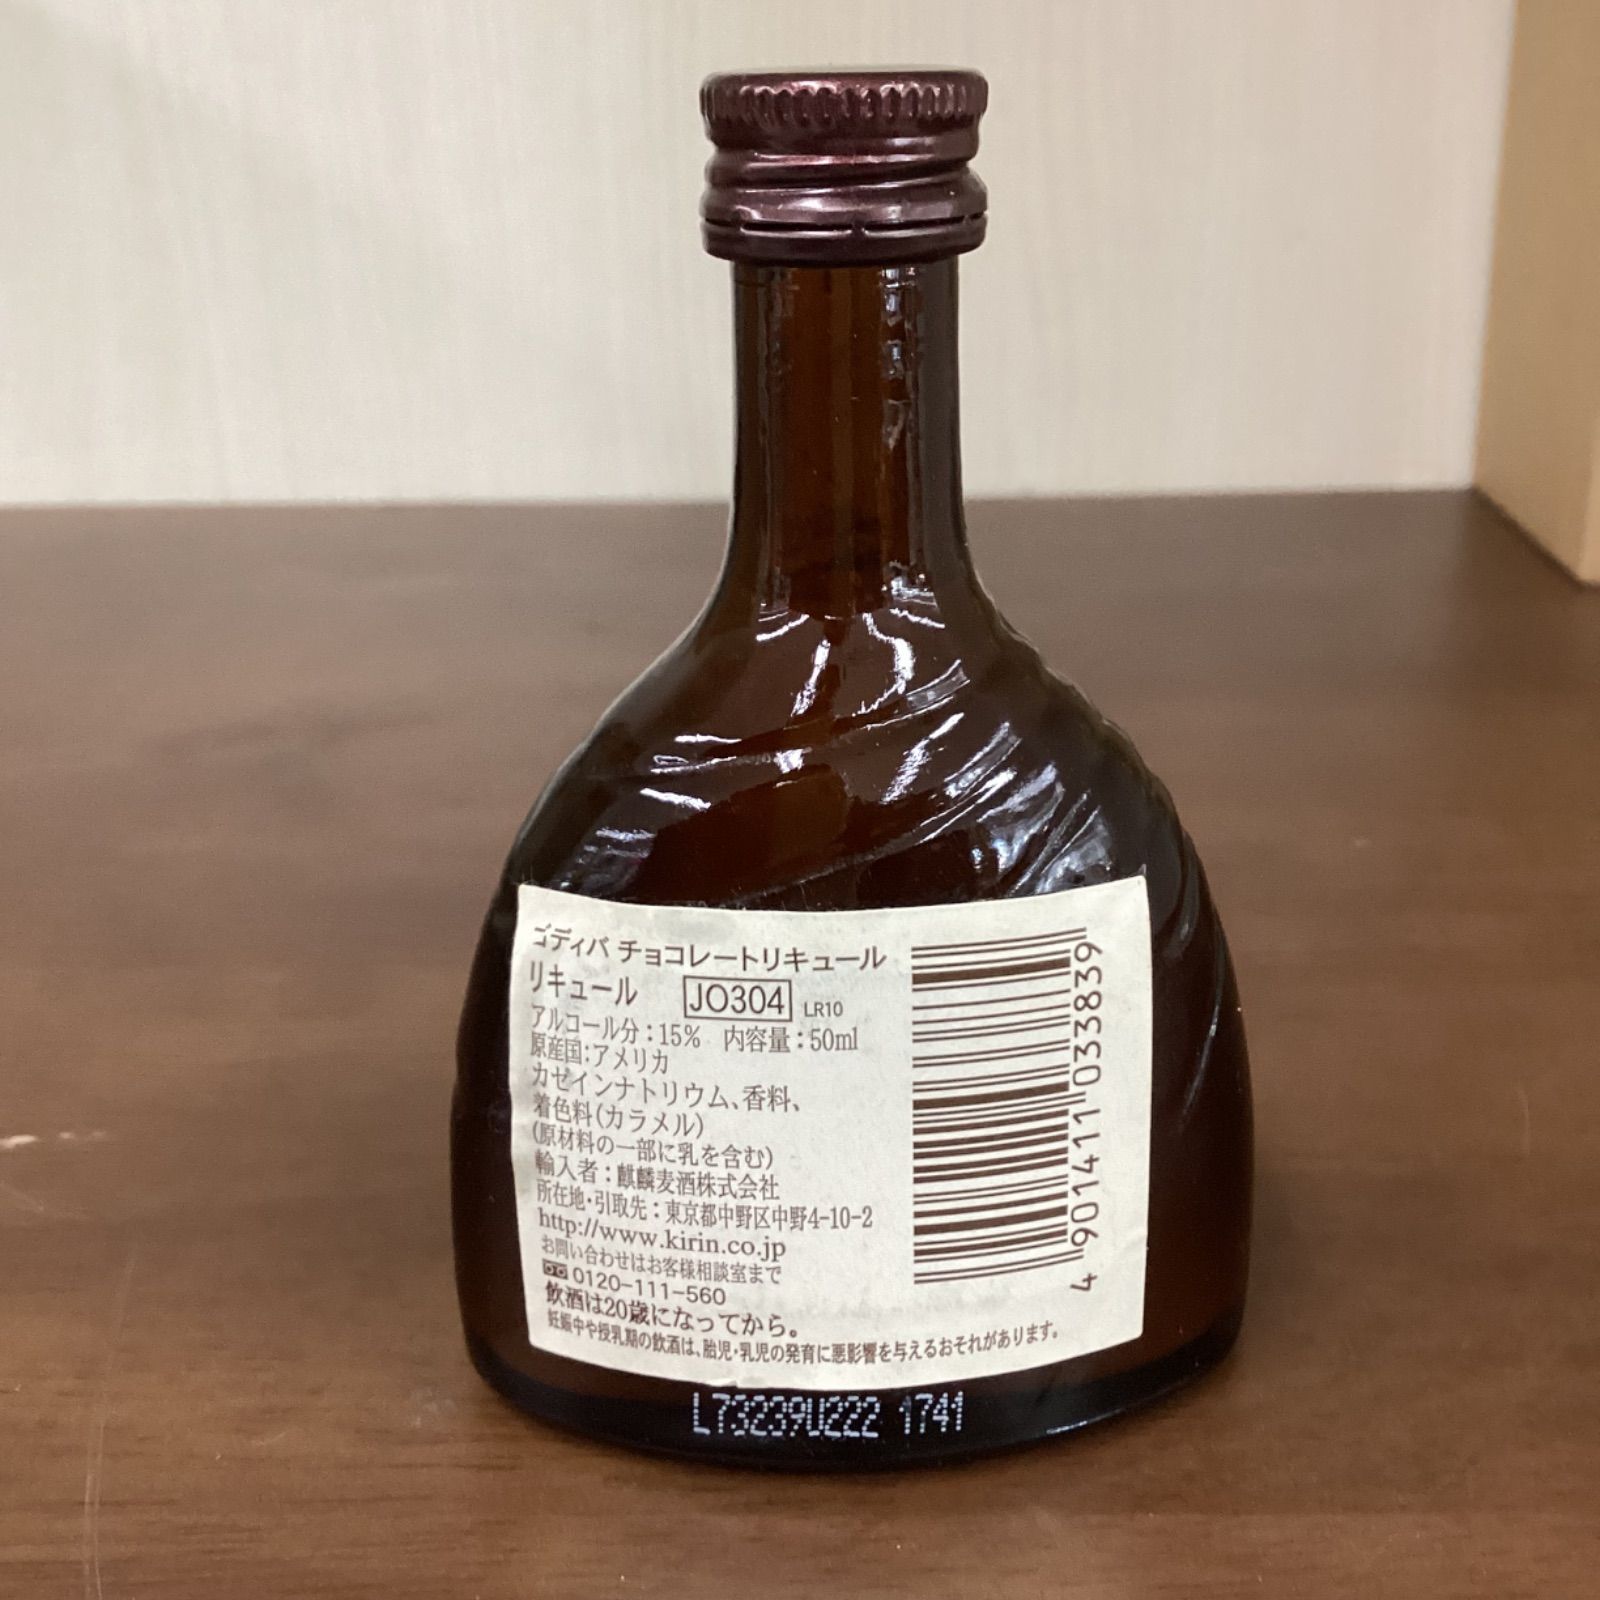 ゴディバ チョコレートリキュール
リキュール JO304 LR10
アルコール分：15% 内容量：50ml
原産国：アメリカ
カゼインナトリウム、香料、
着色料（カラメル）
（原材料の一部に乳を含む）
輸入者：麒麟麦酒株式会社
所在地・引取先：東京都中野区中野4-10-2
http://www.kirin.co.jp
お問い合わせはお客様相談室まで
0120-111-560
飲酒は20歳になってから。
妊娠中や授乳期の飲酒は、胎児・乳児の発育に悪影響を与えるおそれがあります。
4 901411 033839
L73239U222 1741